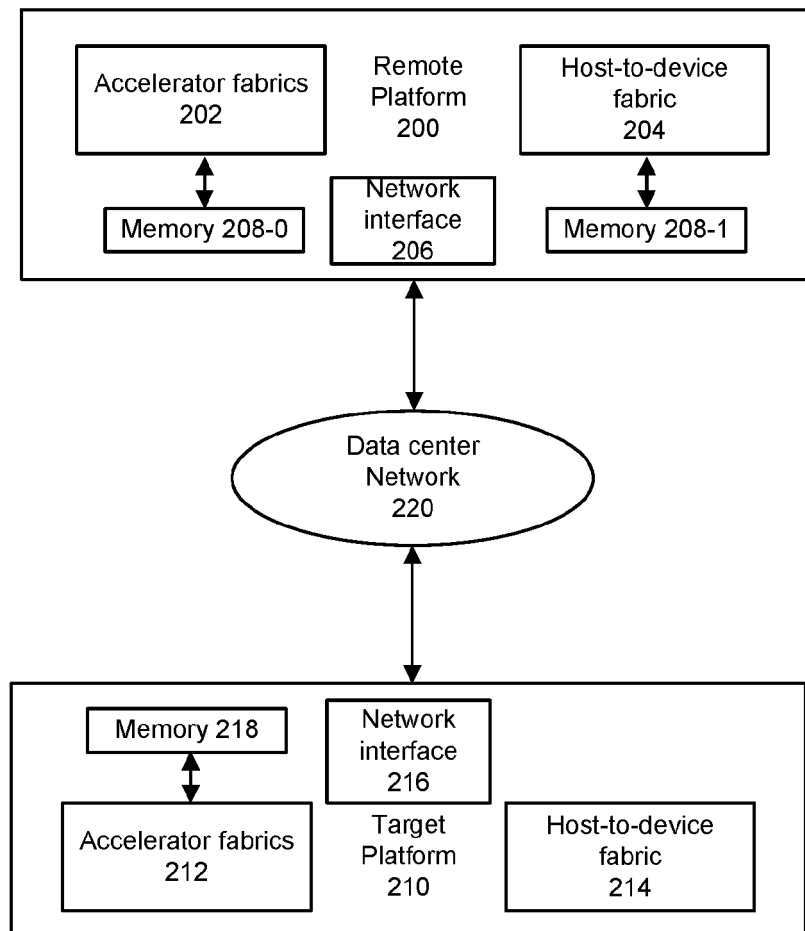 Accelerator fabrics
202
Remote
Platform
200
Host-to-device
fabric
204
Memory 208-0
Network
interface
206
Memory 208-1
Data center
Network
220
Memory 218
Network
interface
216
Accelerator fabrics
212
Target
Platform
210
Host-to-device
fabric
214